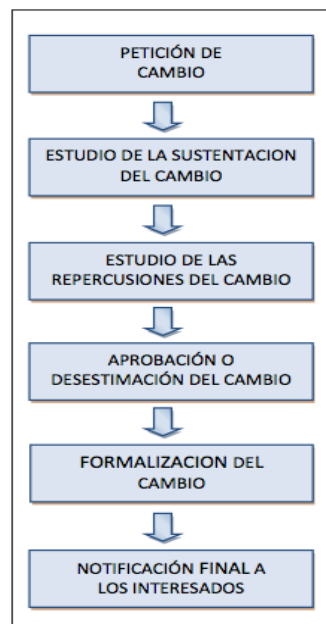 PETICIÓN DE
CAMBIO
ESTUDIO DE LA SUSTENTACION
DEL CAMBIO
ESTUDIO DE LAS
REPERCUSIONES DEL CAMBIO
APROBACIÓN O
DESESTIMACIÓN DEL CAMBIO
FORMALIZACION DEL
CAMBIO
NOTIFICACIÓN FINAL A
LOS INTERESADOS